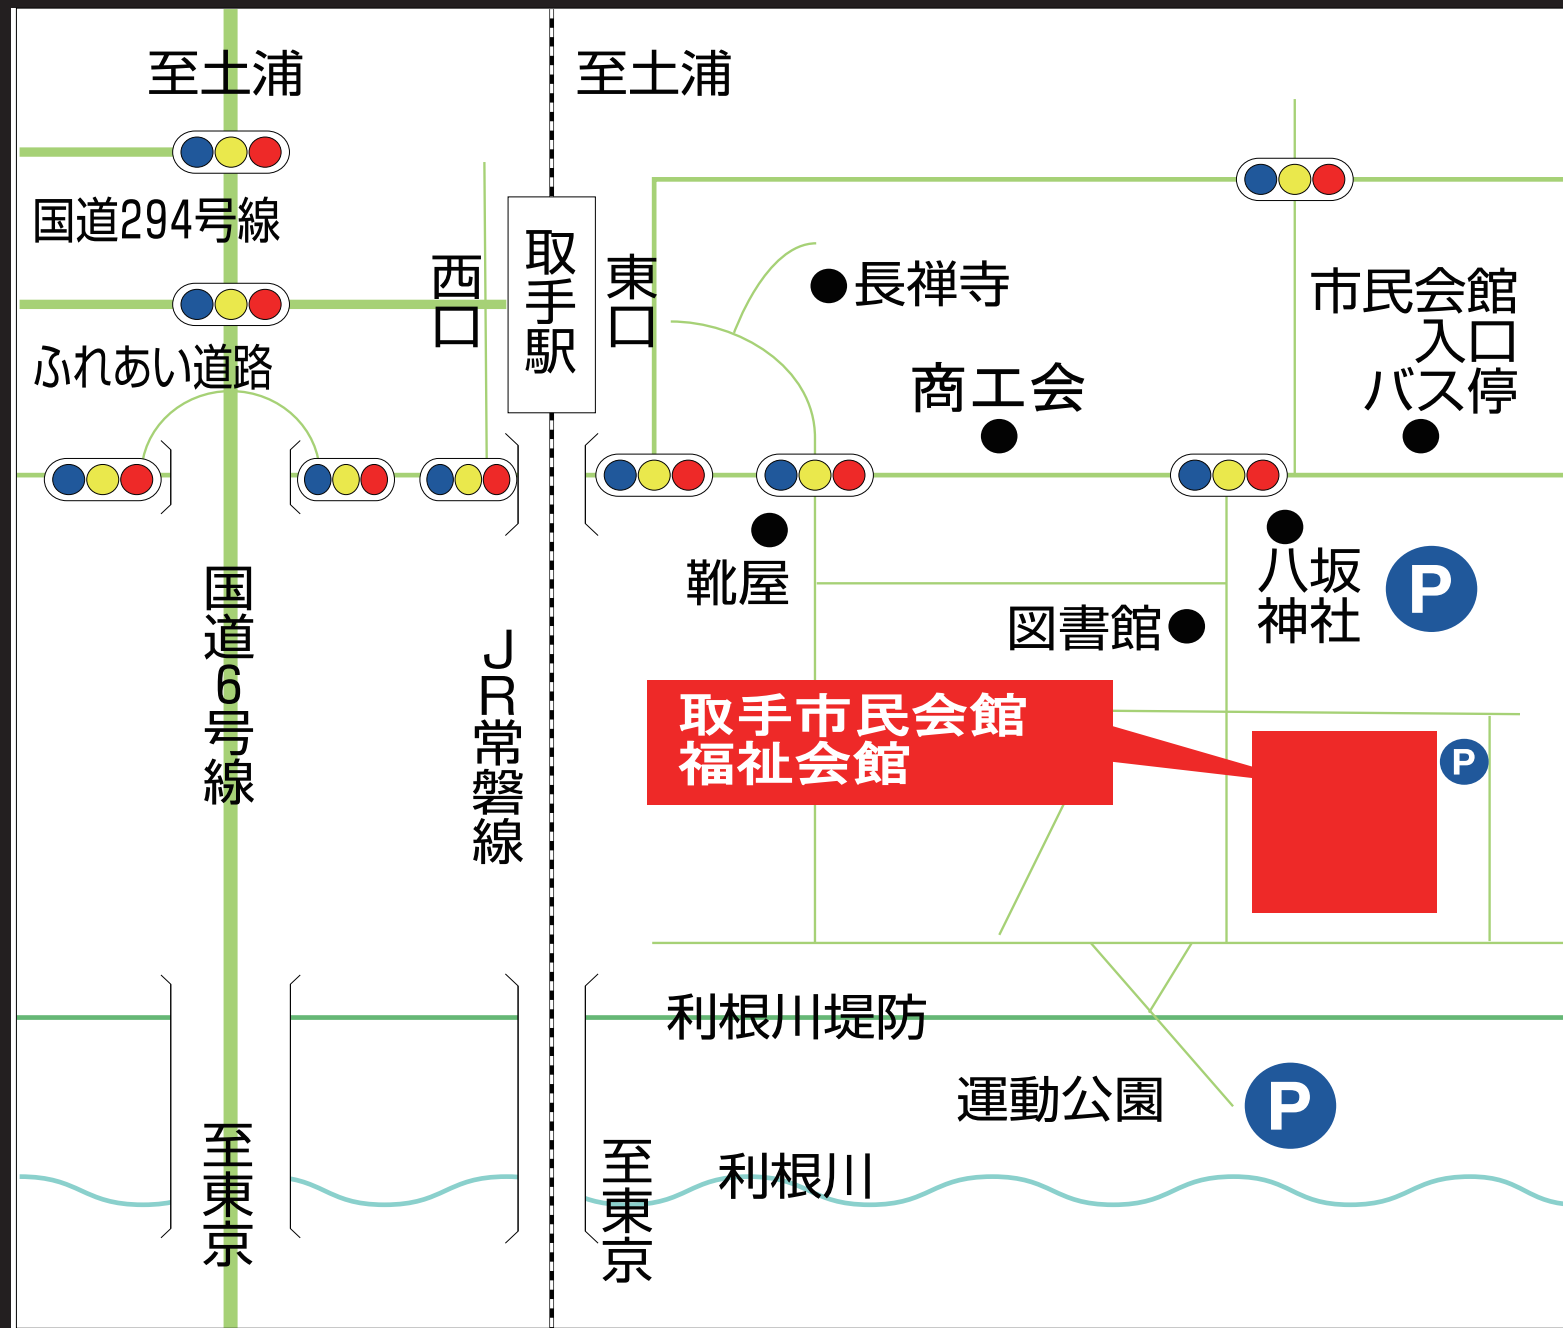 至土浦
至土浦
国道294号線
ふれあい道路
西口
取手駅
東口
長禅寺
商工会
市民会館
入口
バス停
靴屋
図書館
八坂
神社
P
国道6号線
JR常磐線
取手市民会館
福祉会館
P
利根川堤防
運動公園
P
利根川
至東京
至東京